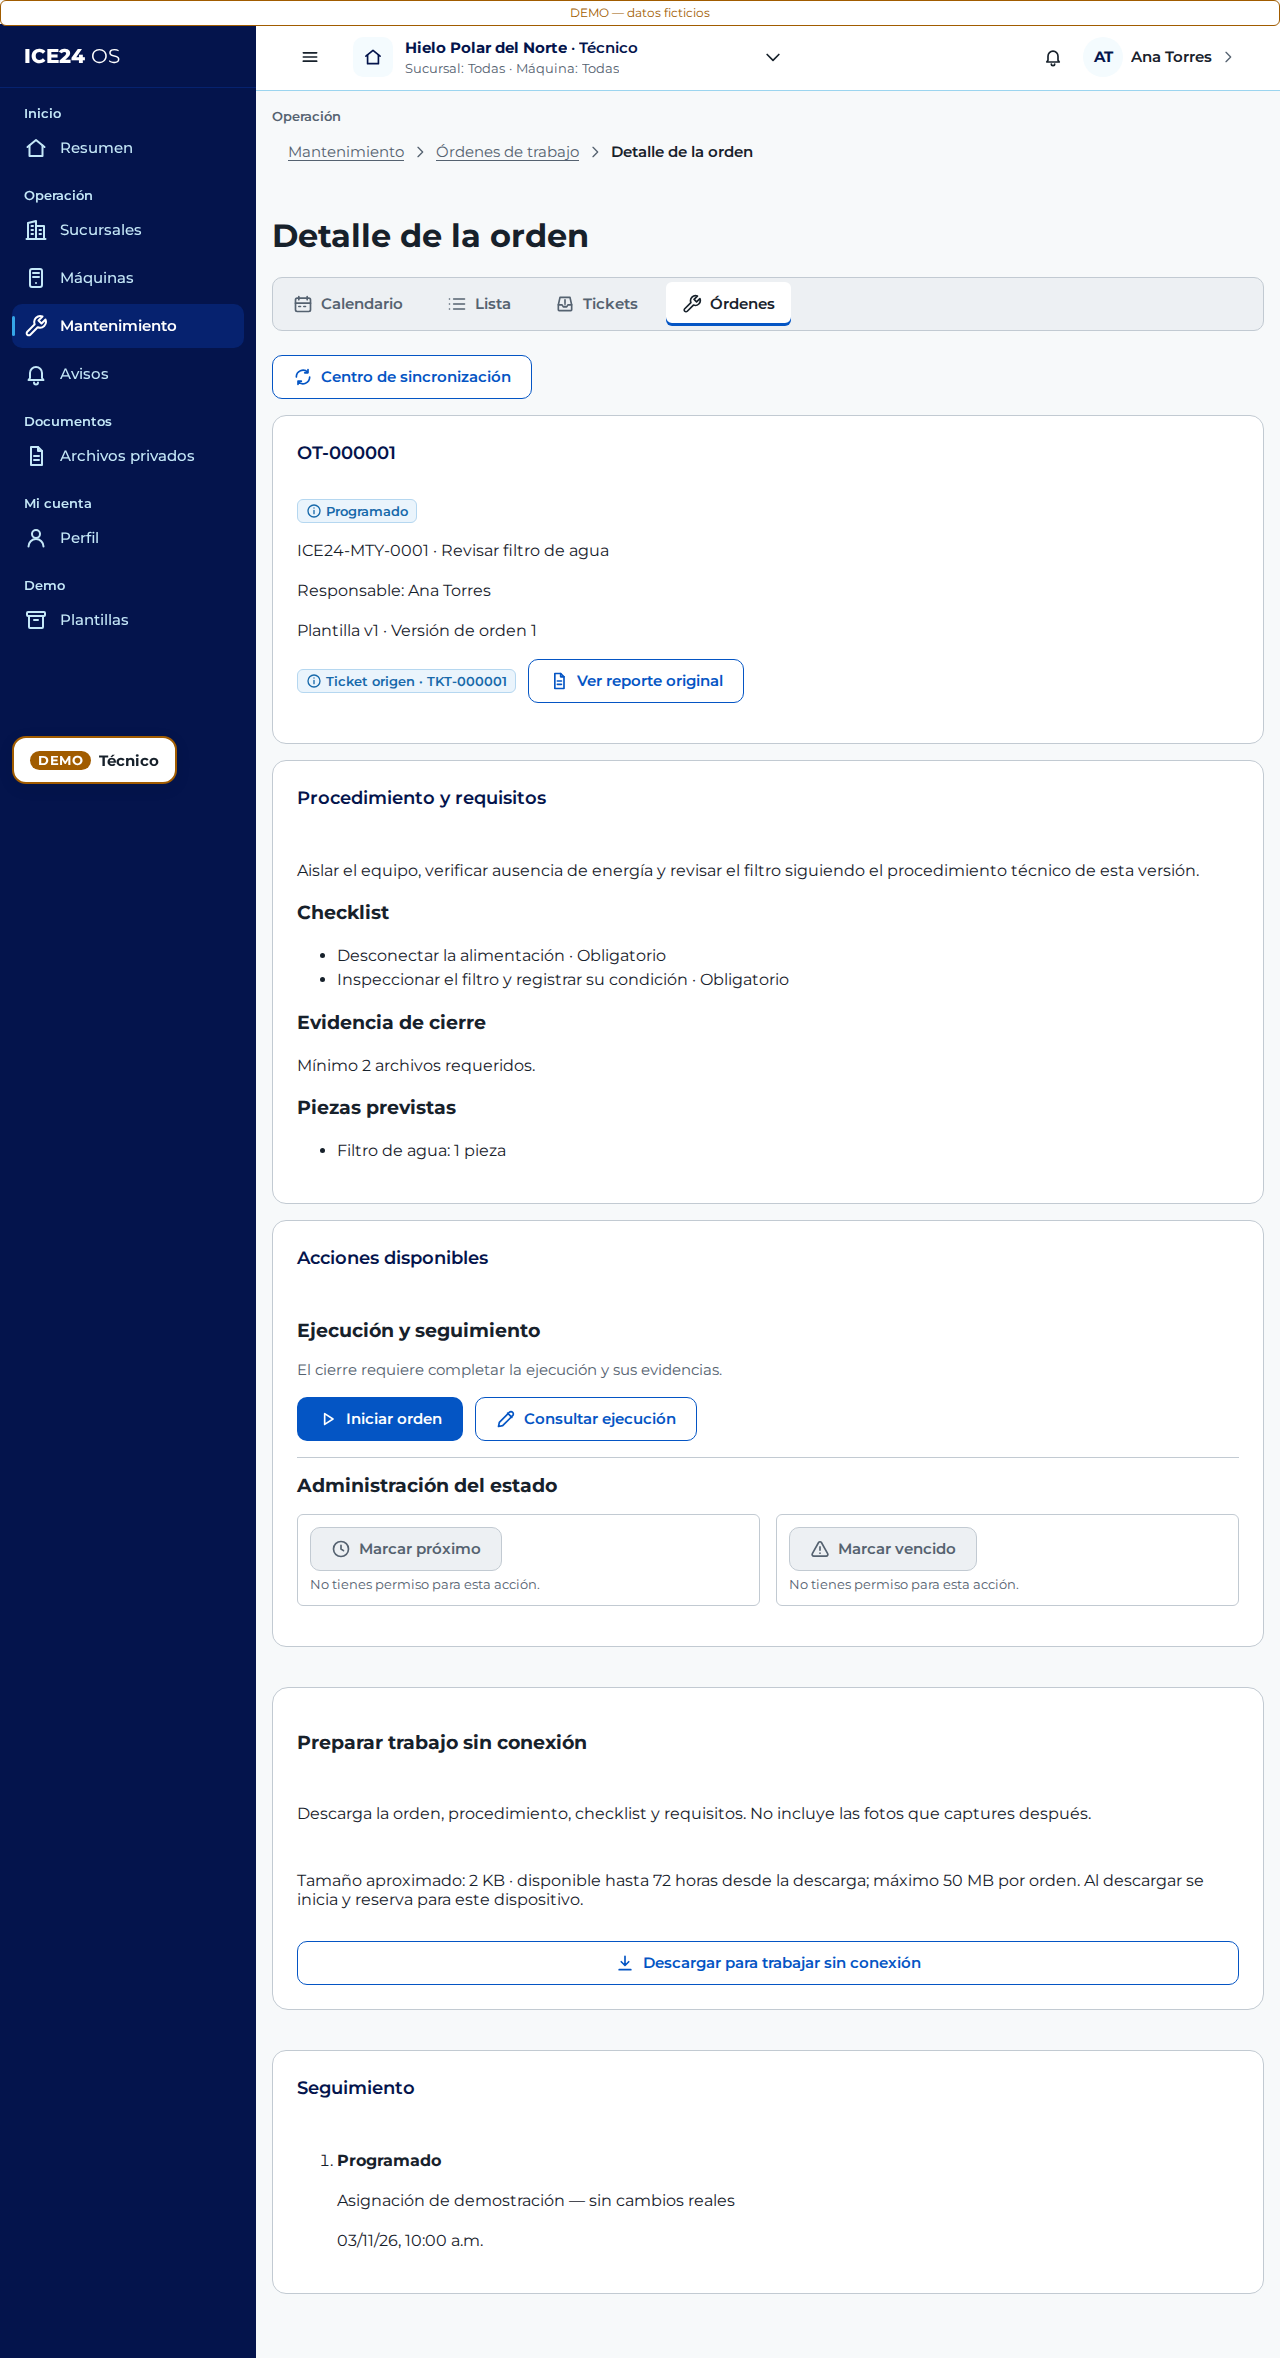 DEMO — datos ficticios
ICE24 OS
Inicio
Resumen
Operación
Sucursales
Máquinas
Mantenimiento
Avisos
Documentos
Archivos privados
Mi cuenta
Perfil
Demo
Plantillas
DEMO Técnico
Hielo Polar del Norte · Técnico
Sucursal: Todas · Máquina: Todas
AT Ana Torres
Operación
Mantenimiento > Órdenes de trabajo > Detalle de la orden
Detalle de la orden
Calendario Lista Tickets Órdenes
Centro de sincronización
OT-000001
Programado
ICE24-MTY-0001 · Revisar filtro de agua
Responsable: Ana Torres
Plantilla v1 · Versión de orden 1
Ticket origen · TKT-000001 Ver reporte original
Procedimiento y requisitos
Aislar el equipo, verificar ausencia de energía y revisar el filtro siguiendo el procedimiento técnico de esta versión.
Checklist
• Desconectar la alimentación · Obligatorio
• Inspeccionar el filtro y registrar su condición · Obligatorio
Evidencia de cierre
Mínimo 2 archivos requeridos.
Piezas previstas
• Filtro de agua: 1 pieza
Acciones disponibles
Ejecución y seguimiento
El cierre requiere completar la ejecución y sus evidencias.
Iniciar orden Consultar ejecución
Administración del estado
Marcar próximo Marcar vencido
No tienes permiso para esta acción. No tienes permiso para esta acción.
Preparar trabajo sin conexión
Descarga la orden, procedimiento, checklist y requisitos. No incluye las fotos que captures después.
Tamaño aproximado: 2 KB · disponible hasta 72 horas desde la descarga; máximo 50 MB por orden. Al descargar se
inicia y reserva para este dispositivo.
Descargar para trabajar sin conexión
Seguimiento
1. Programado
Asignación de demostración — sin cambios reales
03/11/26, 10:00 a.m.